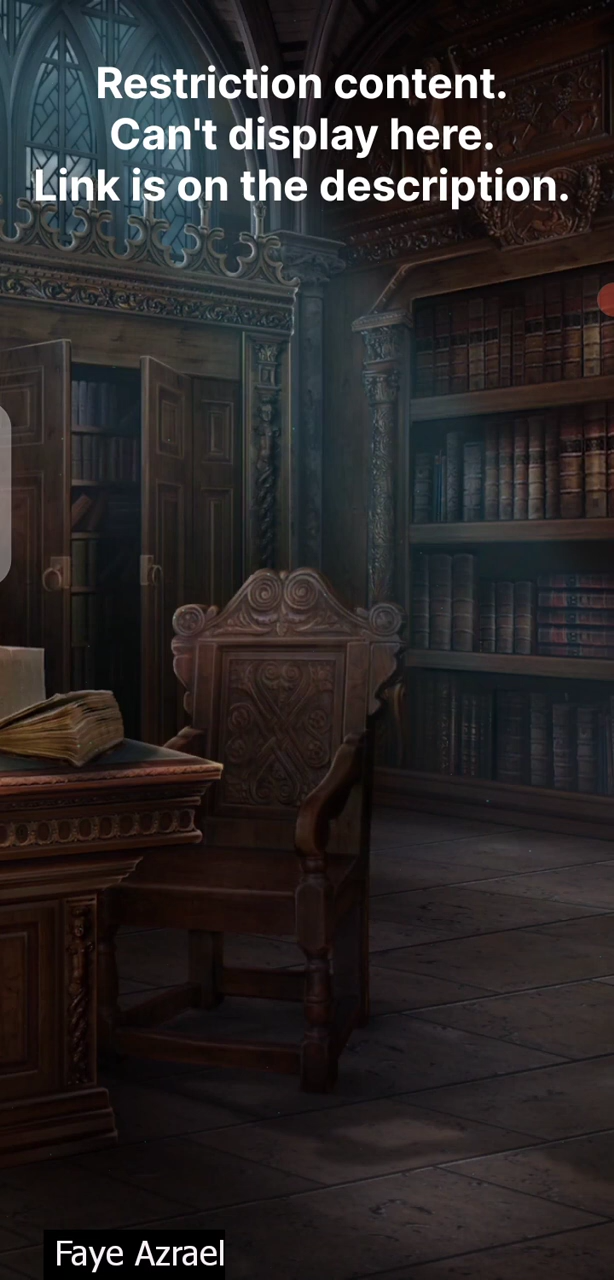 Restriction content.
Can't display here.
Link is on the description.
Faye Azrael